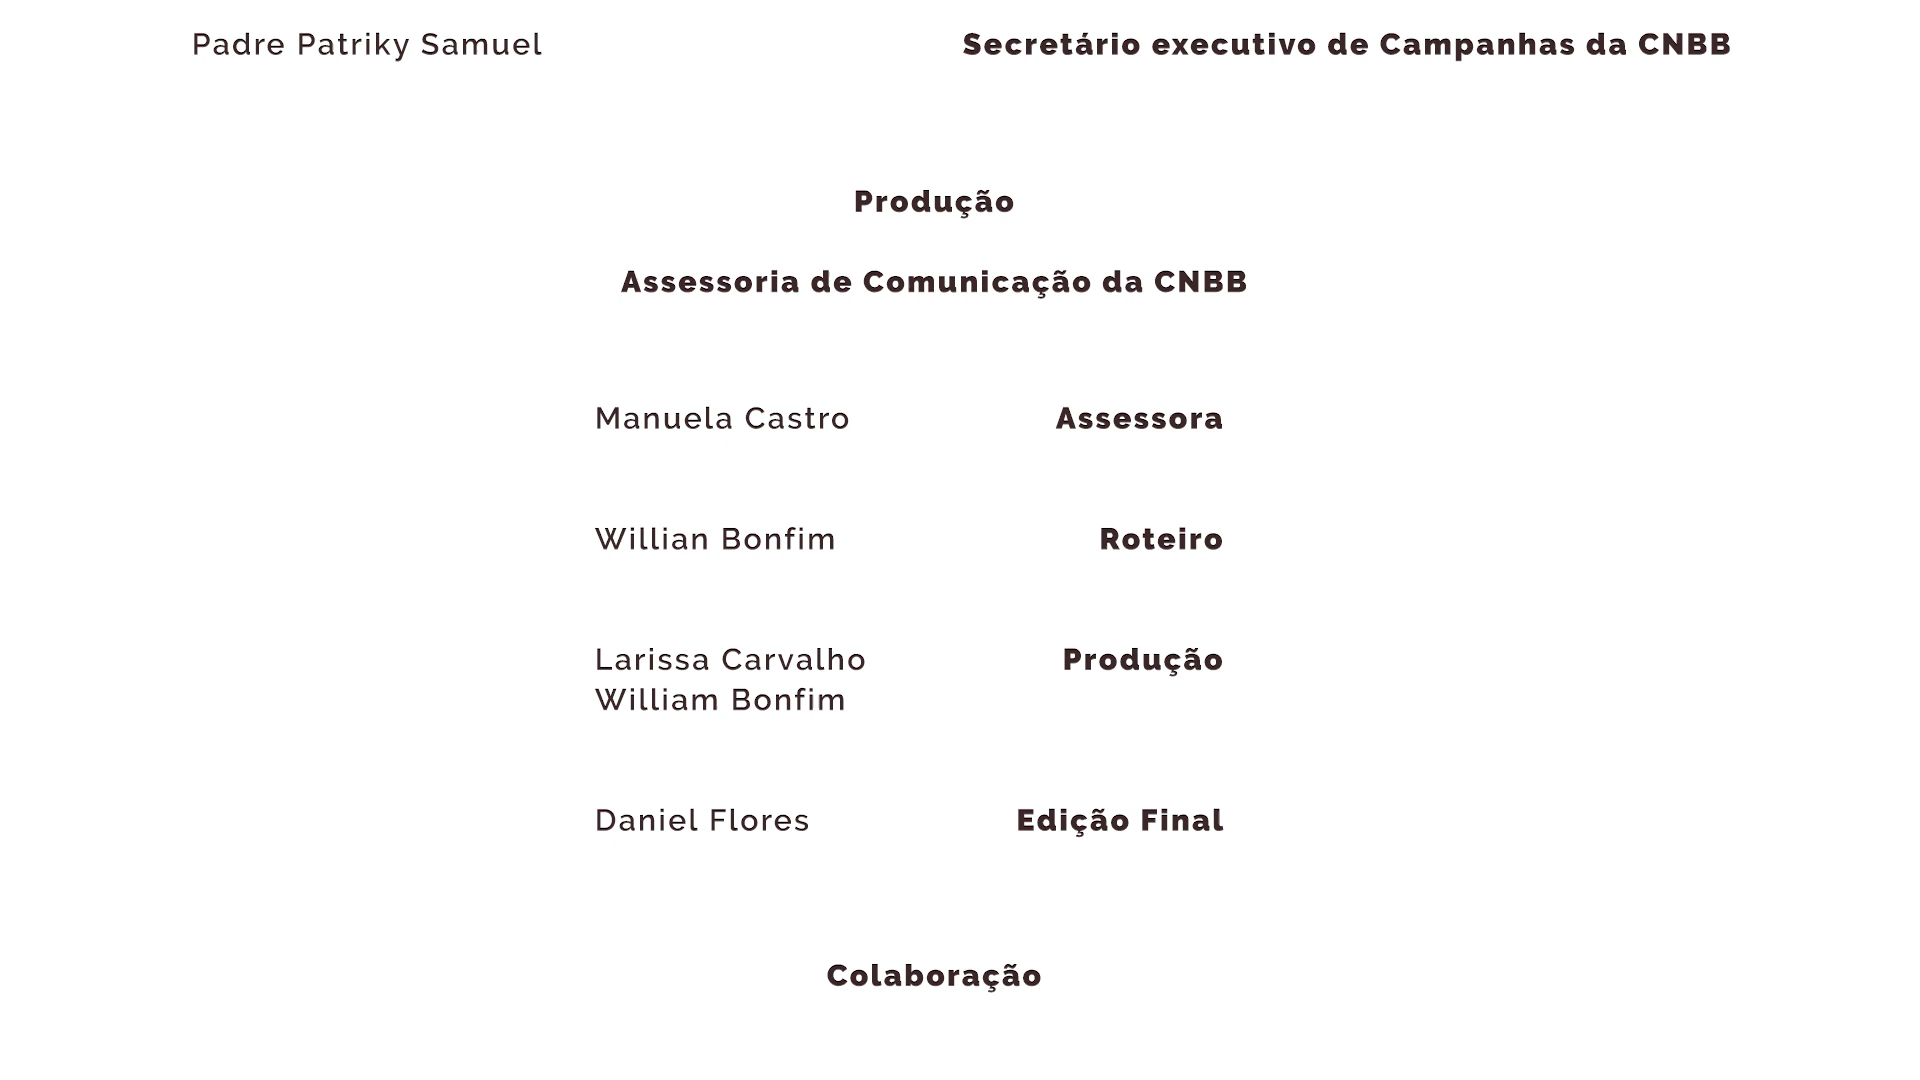 Padre Patriky Samuel Secretário executivo de Campanhas da CNBB
Produção
Assessoria de Comunicação da CNBB
Manuela Castro Assessora
Willian Bonfim Roteiro
Larissa Carvalho Produção
William Bonfim
Daniel Flores Edição Final
Colaboração